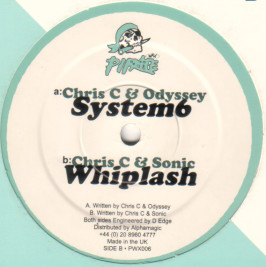 PIRATE
a:Chris C & Odyssey
System6
b:Chris C & Sonic
Whiplash
A. Written by Chris C & Odyssey
B. Written by Chris C & Sonic.
Both sides Engineered by D Edge
Distributed by Alphamagic
+44 (0) 20 8960 4777
Made in the UK
SIDE B • PWX006